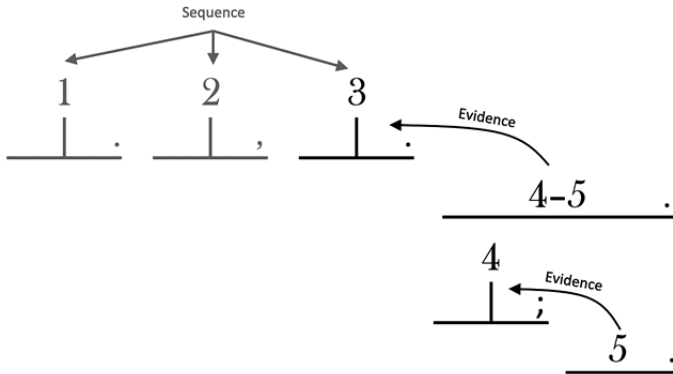 Sequence
1 2 3
. , .
Evidence
4-5 .
4
Evidence
;
5 .